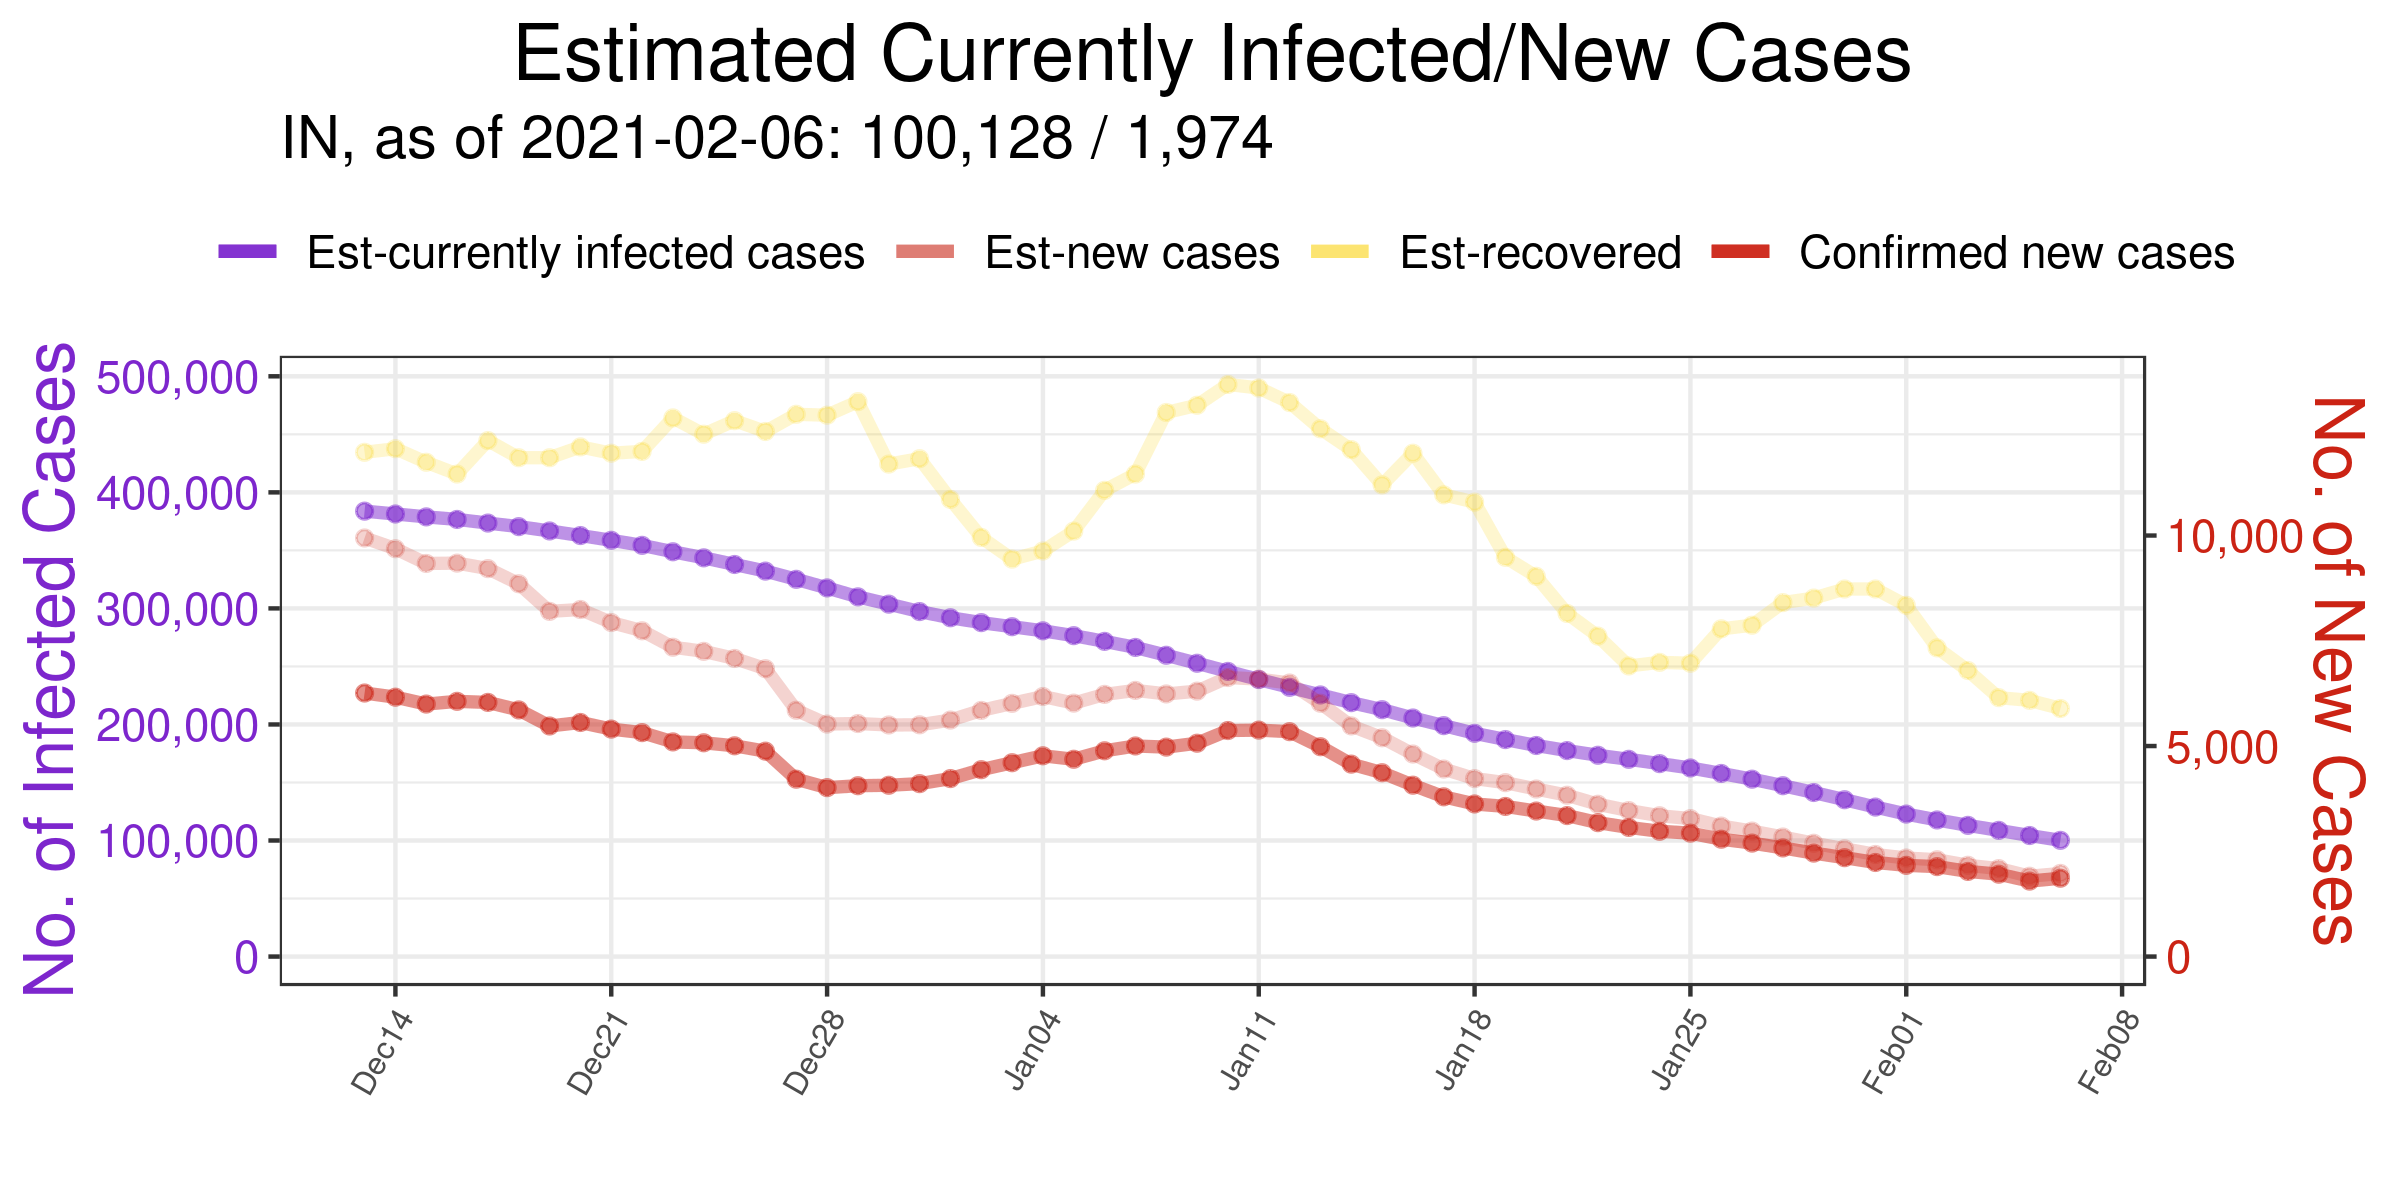 Estimated Currently Infected/New Cases
IN, as of 2021-02-06: 100,128 / 1,974
Est-currently infected cases Est-new cases Est-recovered Confirmed new cases
No. of Infected Cases
500,000
400,000
300,000
200,000
100,000
0
10,000
5,000
0
No. of New Cases
Dec14 Dec21 Dec28 Jan04 Jan11 Jan18 Jan25 Feb01 Feb08